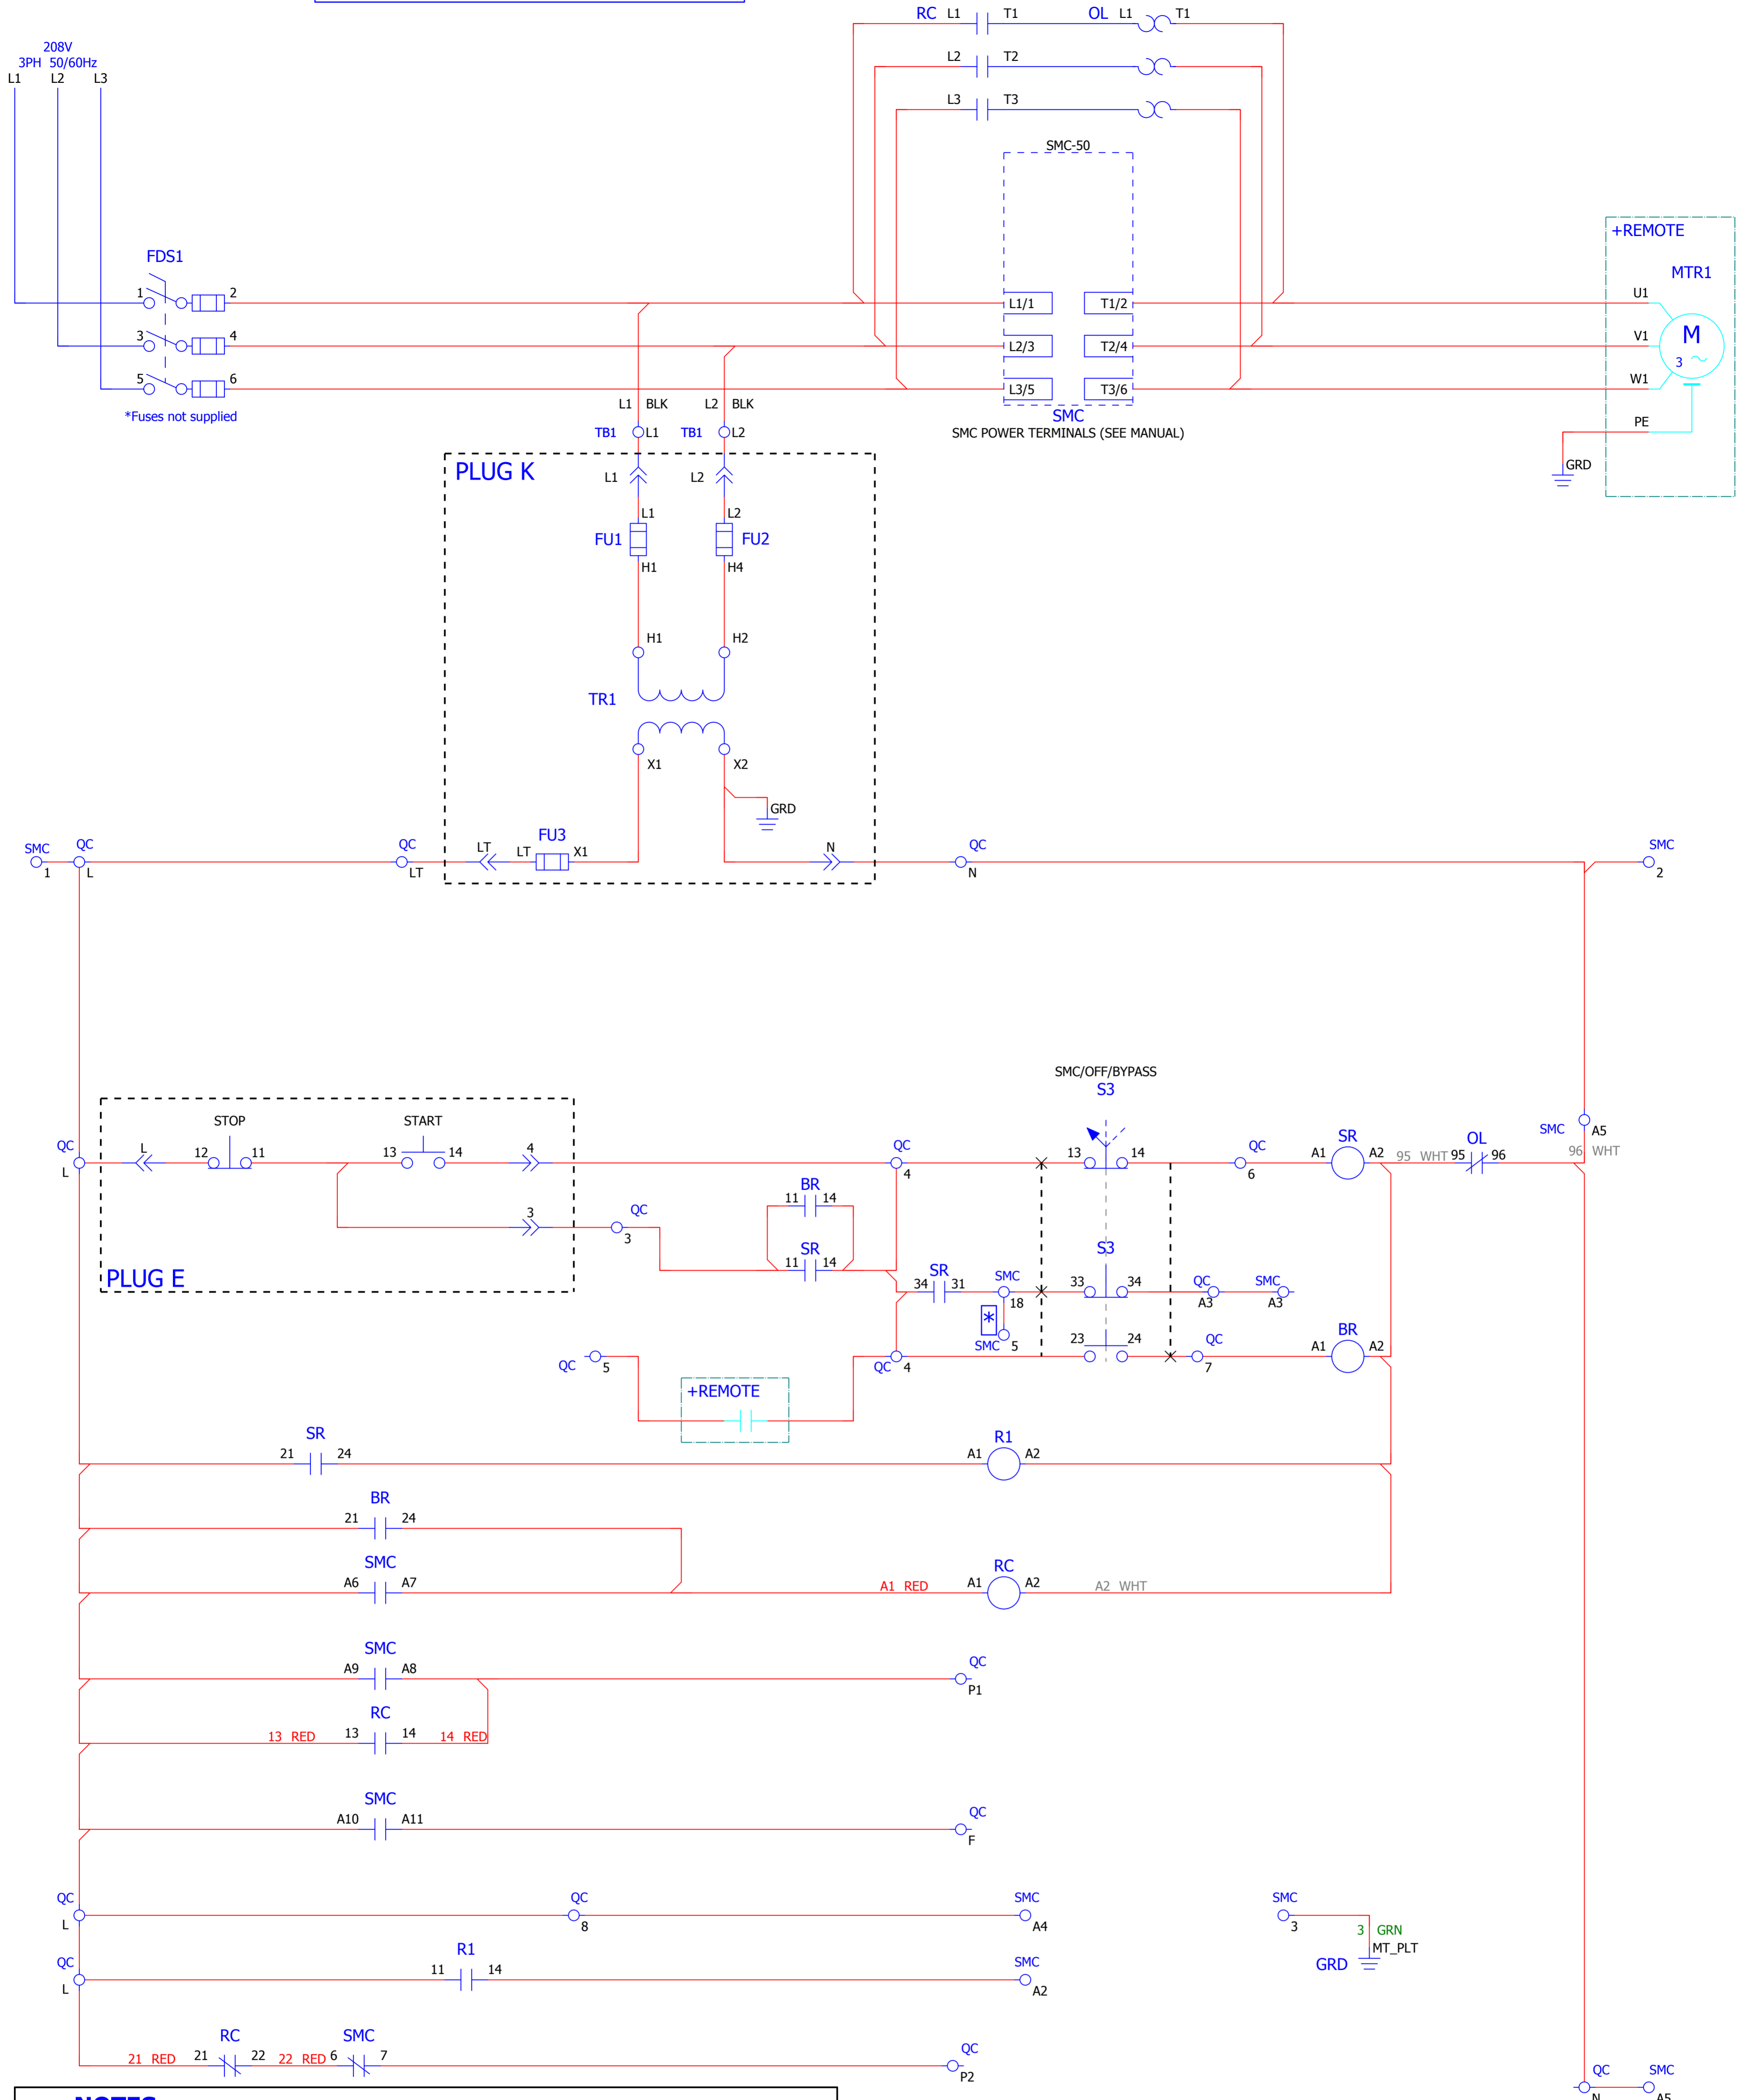 RC L1 T1 OL L1 T1
208V
3PH 50/60Hz
L1 L2 L3
L2 T2
L3 T3
SMC-50
+REMOTE
MTR1
FDS1
1 2 L1/1 T1/2 U1
3 4 L2/3 T2/4 V1
M
3
5 6 L3/5 T3/6 W1
*Fuses not supplied
L1 BLK L2 BLK
SMC
SMC POWER TERMINALS (SEE MANUAL)
PE
TB1 L1 TB1 L2
GRD
PLUG K
L1 L2
L1 L2
FU1 FU2
H1 H4
H1 H2
TR1
X1 X2
GRD
SMC QC QC LT LT FU3 X1 N QC SMC
1 L LT N 2
SMC/OFF/BYPASS
S3
STOP START
SMC A5
QC L 12 11 13 14 4 QC 13 14 QC SR A1 A2 95 WHT 95 OL 96 96 WHT
L 4 6
BR
11 14
3 QC
3
SR
11 14
S3
PLUG E
SR
34 31 SMC 33 34 QC SMC
18 A3 A3
*
SMC 5
23 24 QC BR A1 A2
QC 5 QC 4 7
+REMOTE
SR R1
21 24 A1 A2
BR
21 24
SMC RC
A6 A7 A1 RED A1 A2 A2 WHT
SMC QC
A9 A8 P1
RC
13 RED 13 14 14 RED
SMC QC
A10 A11 F
QC QC SMC SMC
L 8 A4 3
3 GRN
MT_PLT
GRD
QC R1 SMC
L 11 14 A2
RC SMC QC
21 RED 21 22 22 RED 6 7 P2
QC SMC
N A5
NOTES